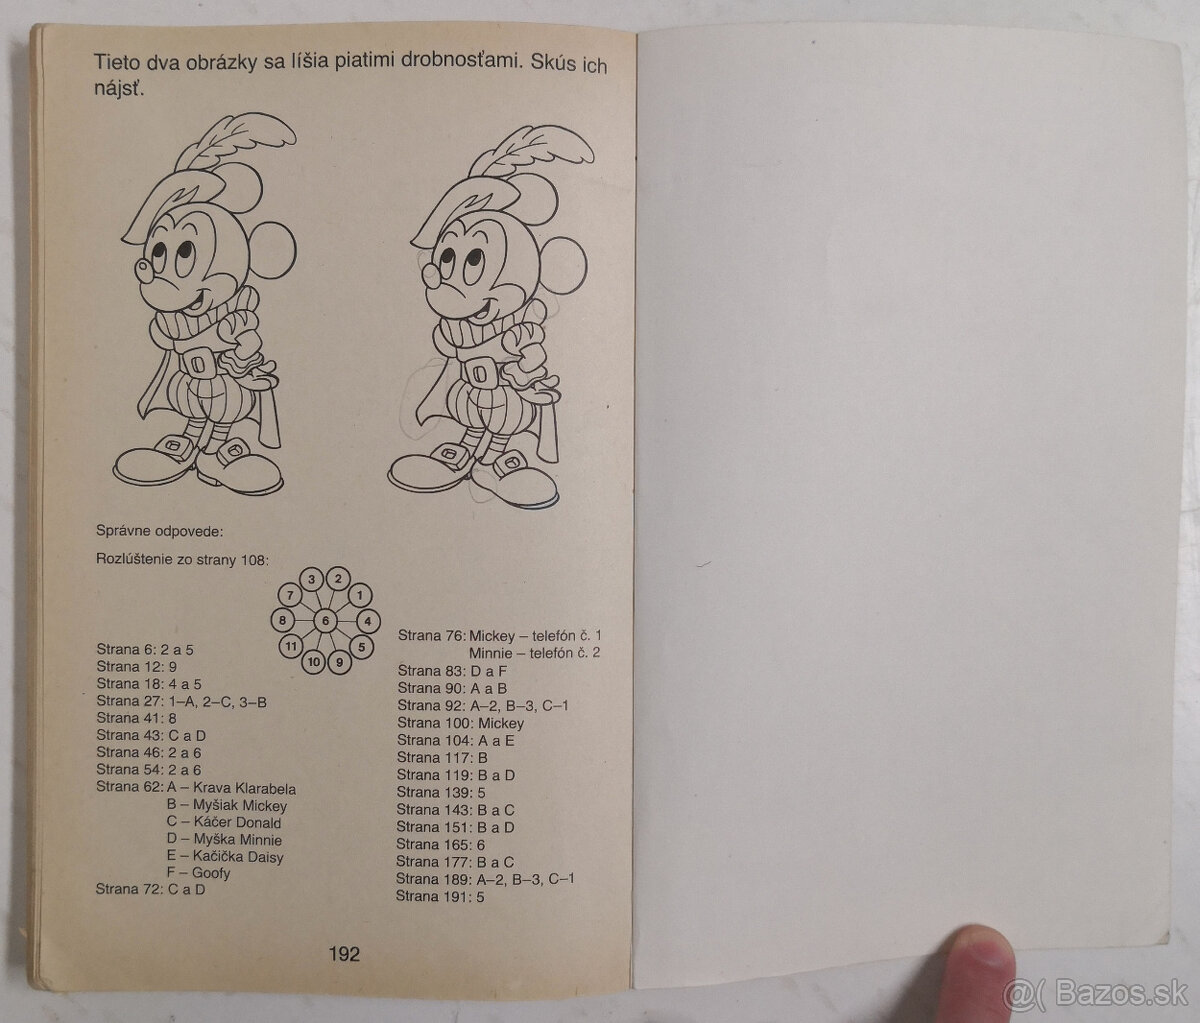 Tieto dva obrázky sa líšia piatimi drobnosťami. Skús ich
nájsť.
Správne odpovede:
Rozlúštenie zo strany 108:
3 2
7 1
8 6 4
11 5
10 9
Strana 6: 2 a 5
Strana 12: 9
Strana 18: 4 a 5
Strana 27: 1–A, 2–C, 3–B
Strana 41: 8
Strana 43: C a D
Strana 46: 2 a 6
Strana 54: 2 a 6
Strana 62: A – Krava Klarabela
B – Myšiak Mickey
C – Káčer Donald
D – Myška Minnie
E – Kačička Daisy
F – Goofy
Strana 72: C a D
Strana 76: Mickey – telefón č. 1
Minnie – telefón č. 2
Strana 83: D a F
Strana 90: A a B
Strana 92: A–2, B–3, C–1
Strana 100: Mickey
Strana 104: A a E
Strana 117: B
Strana 119: B a D
Strana 139: 5
Strana 143: B a C
Strana 151: B a D
Strana 165: 6
Strana 177: B a C
Strana 189: A–2, B–3, C–1
Strana 191: 5
192
@( Bazos.sk